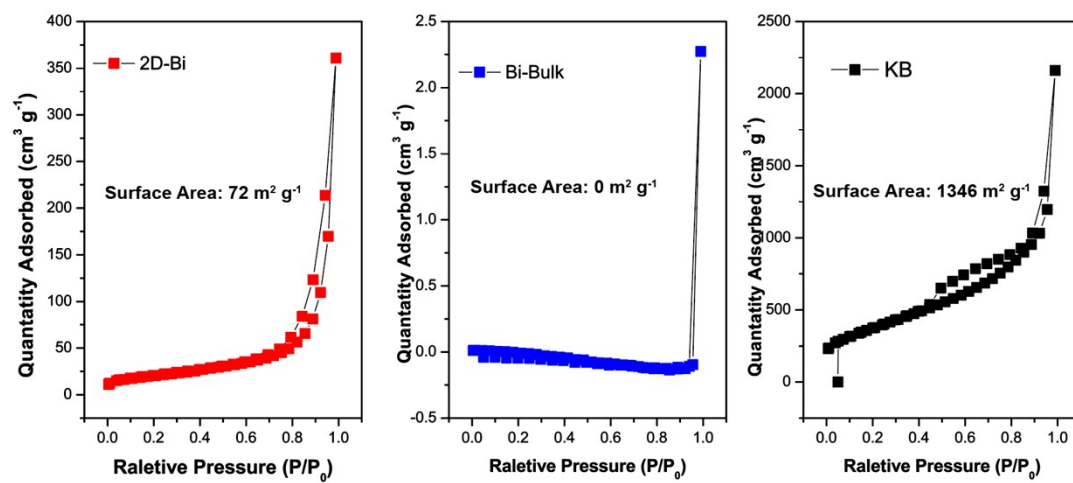 400
350
300
250
200
150
100
50
0
0.0 0.2 0.4 0.6 0.8 1.0
Quantatity Adsorbed (cm³ g⁻¹)
2D-Bi
Surface Area: 72 m² g⁻¹
Raletive Pressure (P/P₀)
2.5
2.0
1.5
1.0
0.5
0.0
-0.5
0.0 0.2 0.4 0.6 0.8 1.0
Quantatity Adsorbed (cm³ g⁻¹)
Bi-Bulk
Surface Area: 0 m² g⁻¹
Raletive Pressure (P/P₀)
2500
2000
1500
1000
500
0
0.0 0.2 0.4 0.6 0.8 1.0
Quantatity Adsorbed (cm³ g⁻¹)
KB
Surface Area: 1346 m² g⁻¹
Raletive Pressure (P/P₀)